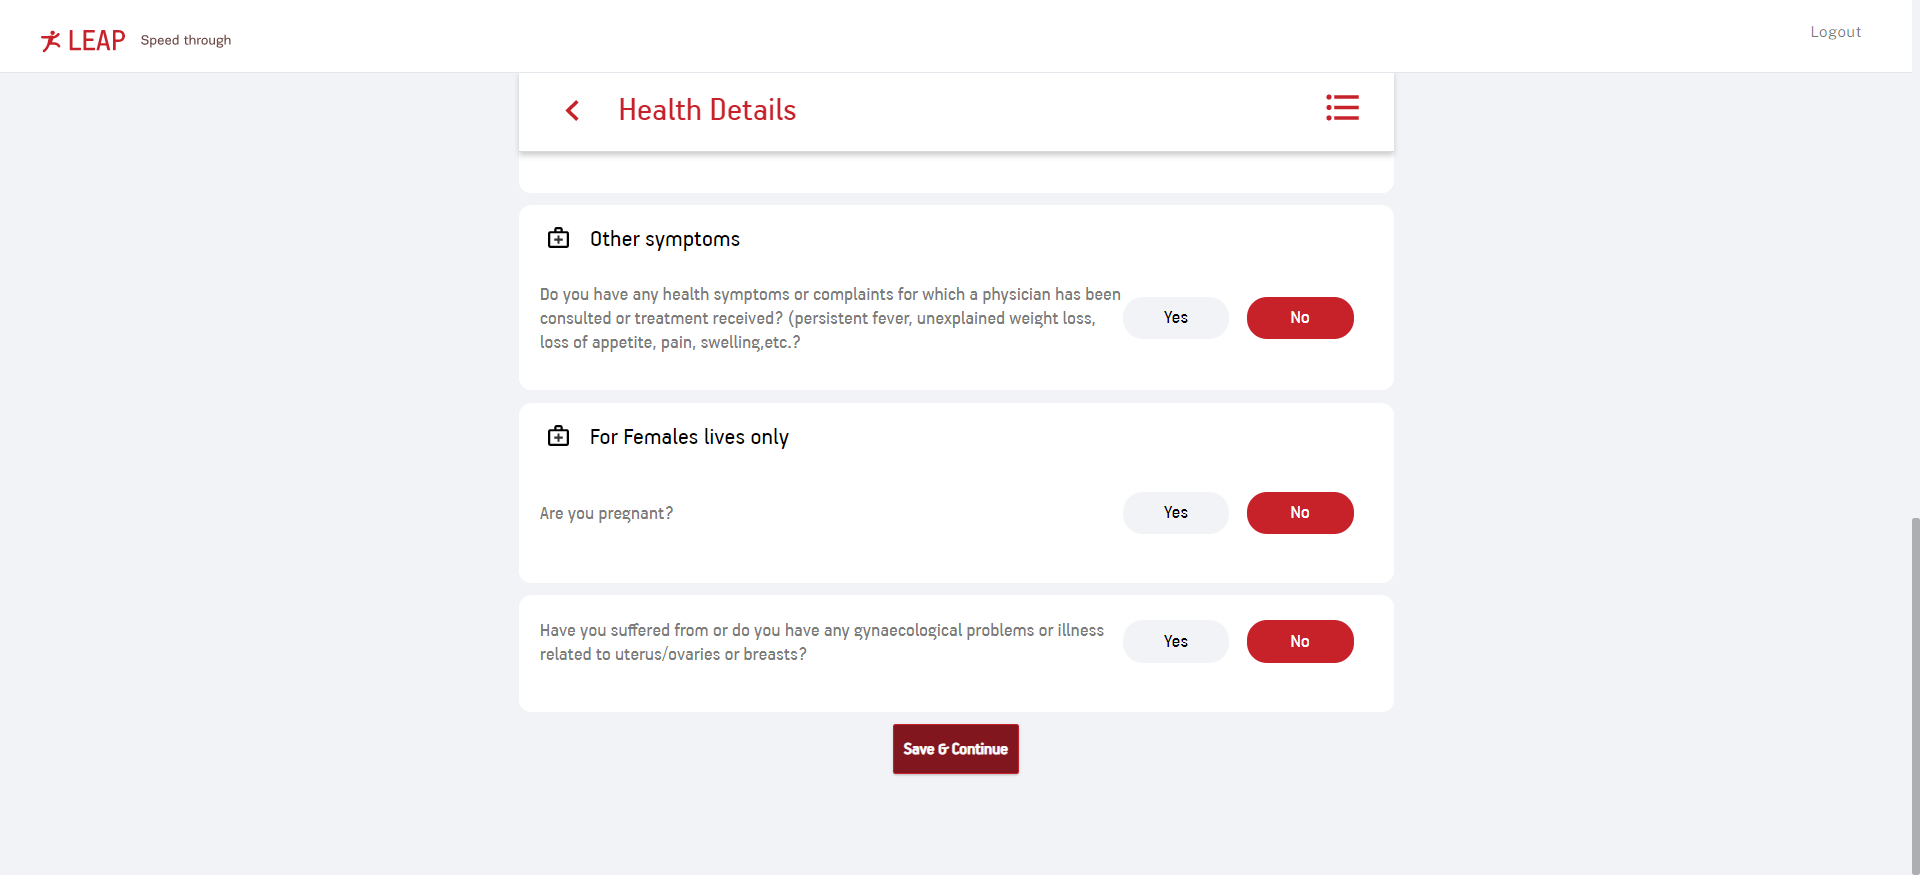 LEAP Speed through
Logout
Health Details
Other symptoms
Do you have any health symptoms or complaints for which a physician has been
consulted or treatment received? (persistent fever, unexplained weight loss,
loss of appetite, pain, swelling,etc.?
Yes
No
For Females lives only
Are you pregnant?
Yes
No
Have you suffered from or do you have any gynaecological problems or illness
related to uterus/ovaries or breasts?
Yes
No
Save & Continue